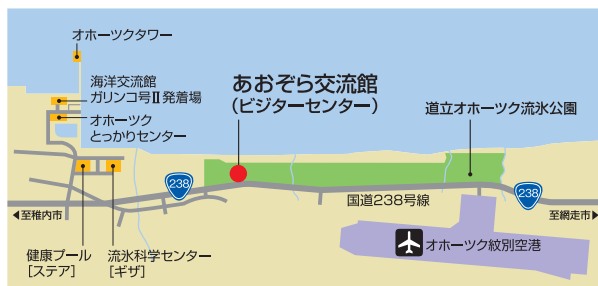 オホーツクタワー
海洋交流館
ガリンコ号Ⅱ発着場
オホーツク
とっかりセンター
あおぞら交流館
(ビジターセンター)
道立オホーツク流氷公園
238
国道238号線
238
至稚内市
至網走市
健康プール
[ステア]
流氷科学センター
[ギザ]
オホーツク紋別空港